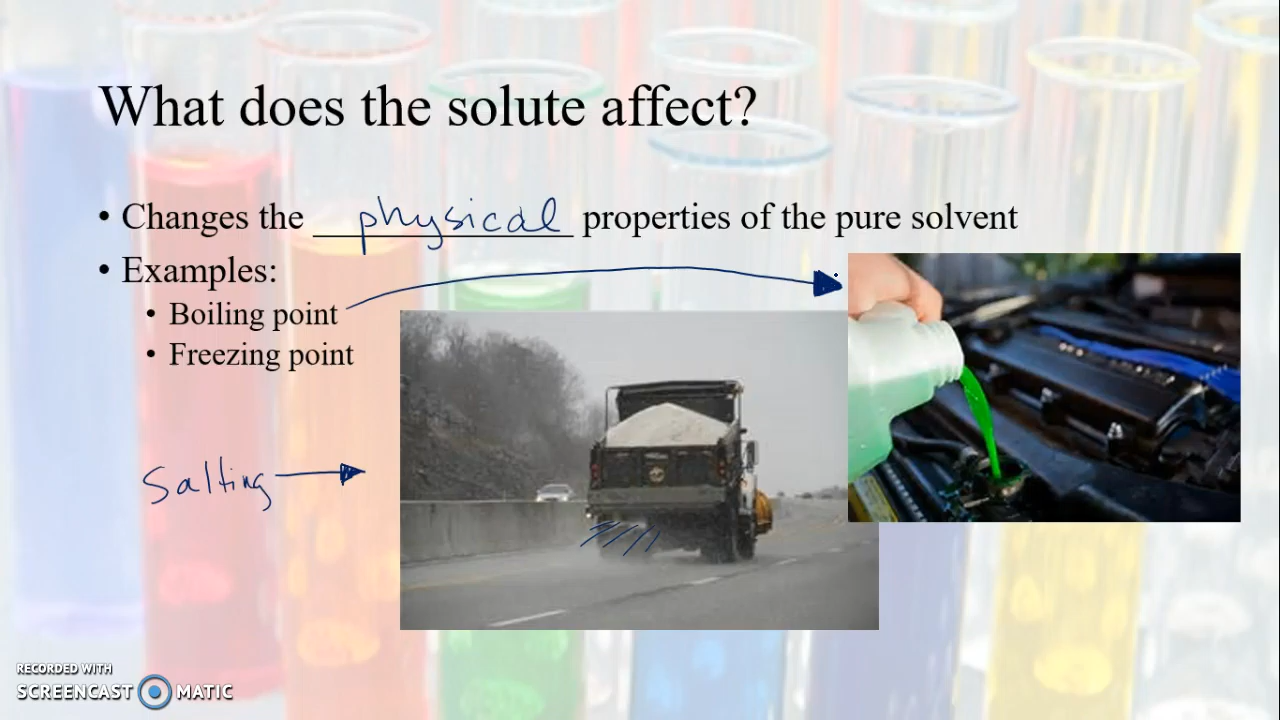 What does the solute affect?
• Changes the physical properties of the pure solvent
• Examples:
• Boiling point
• Freezing point
Salting
RECORDED WITH
SCREENCAST MATIC